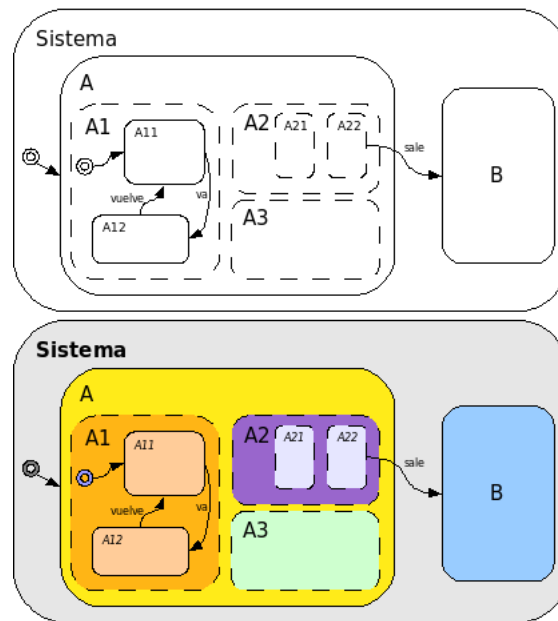 Sistema
A
A1
A11
A2
A21
A22
sale
vuelve
va
B
A12
A3
Sistema
A
A1
A11
A2
A21
A22
sale
vuelve
va
B
A12
A3